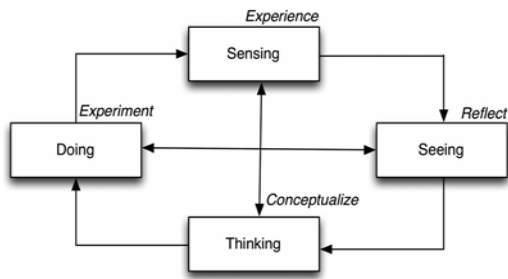 Experience
Sensing
Experiment
Reflect
Doing
Seeing
Conceptualize
Thinking